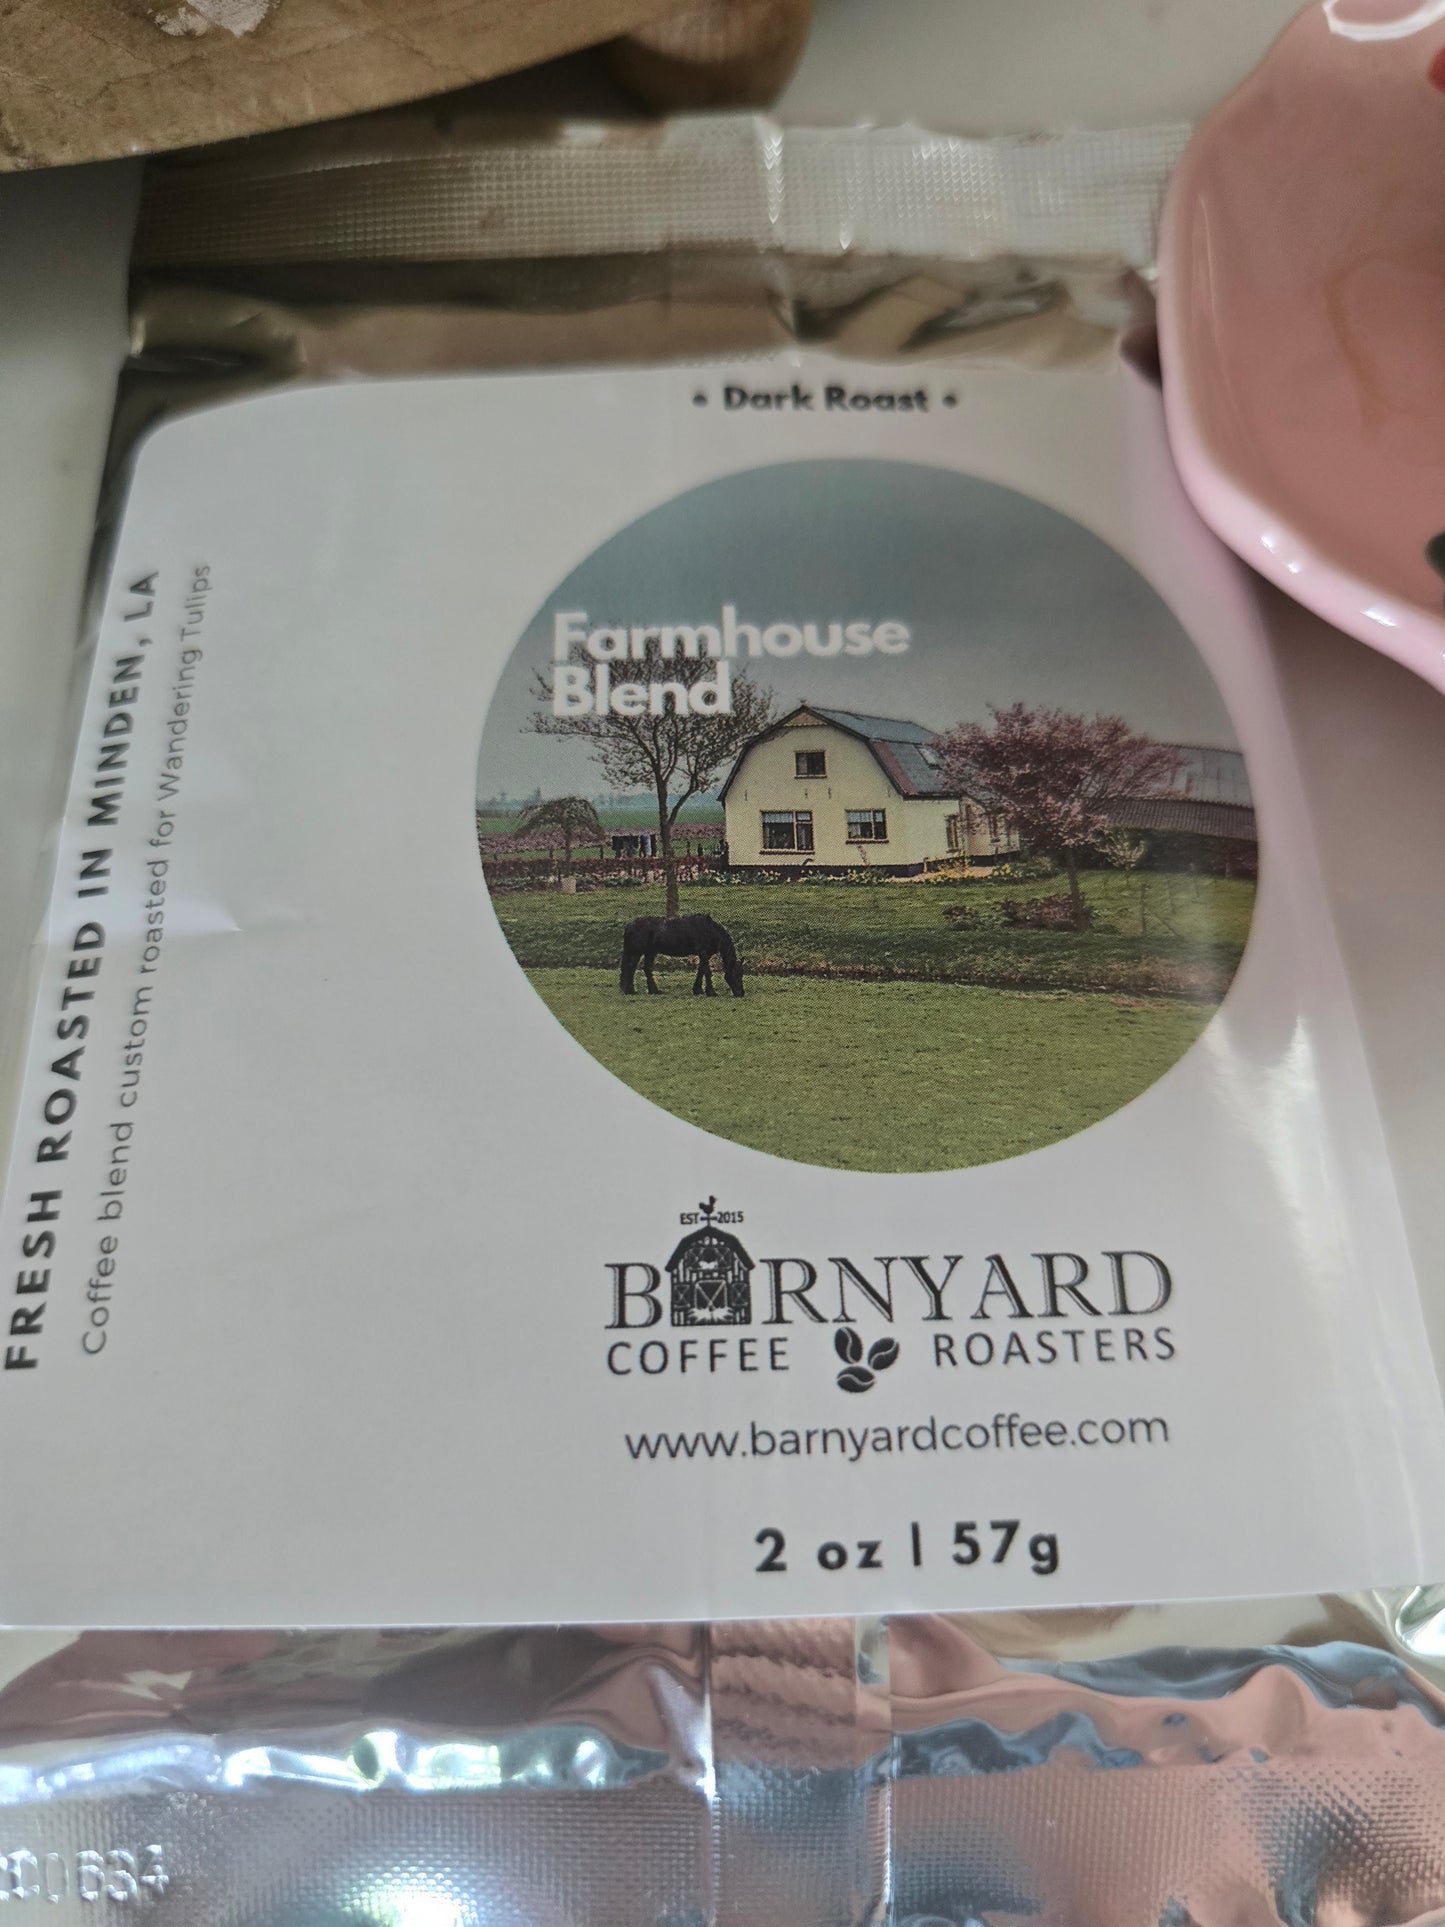 • Dark Roast •
Farmhouse
Blend
FRESH ROASTED IN MINDEN, LA
Coffee blend custom roasted for Wandering Tulips
EST 2015
BARNYARD
COFFEE ROASTERS
www.barnyardcoffee.com
2 oz | 57g